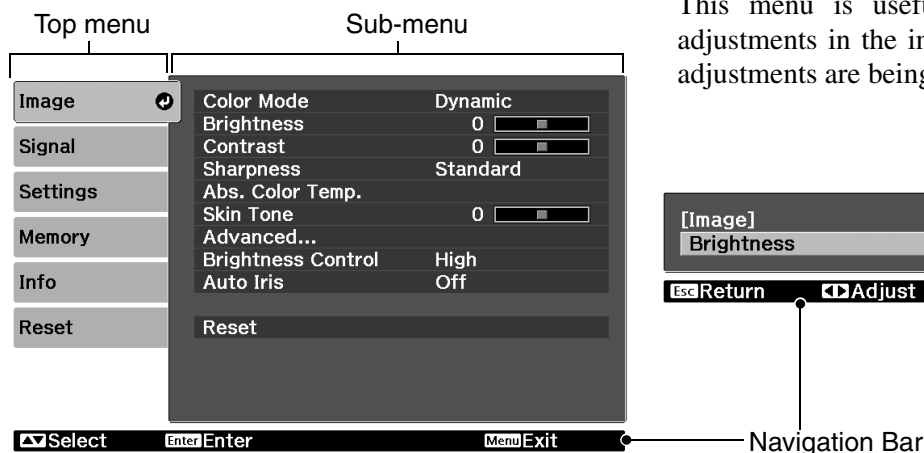 Top menu
Sub-menu
This menu is
adjustments in the
adjustments are being
Image
Signal
Settings
Memory
Info
Reset
Color Mode Dynamic
Brightness 0
Contrast 0
Sharpness Standard
Abs. Color Temp.
Skin Tone 0
Advanced...
Brightness Control High
Auto Iris Off
Reset
Select Enter Enter Menu Exit
[Image]
Brightness
Esc Return Adjust
Navigation Bar